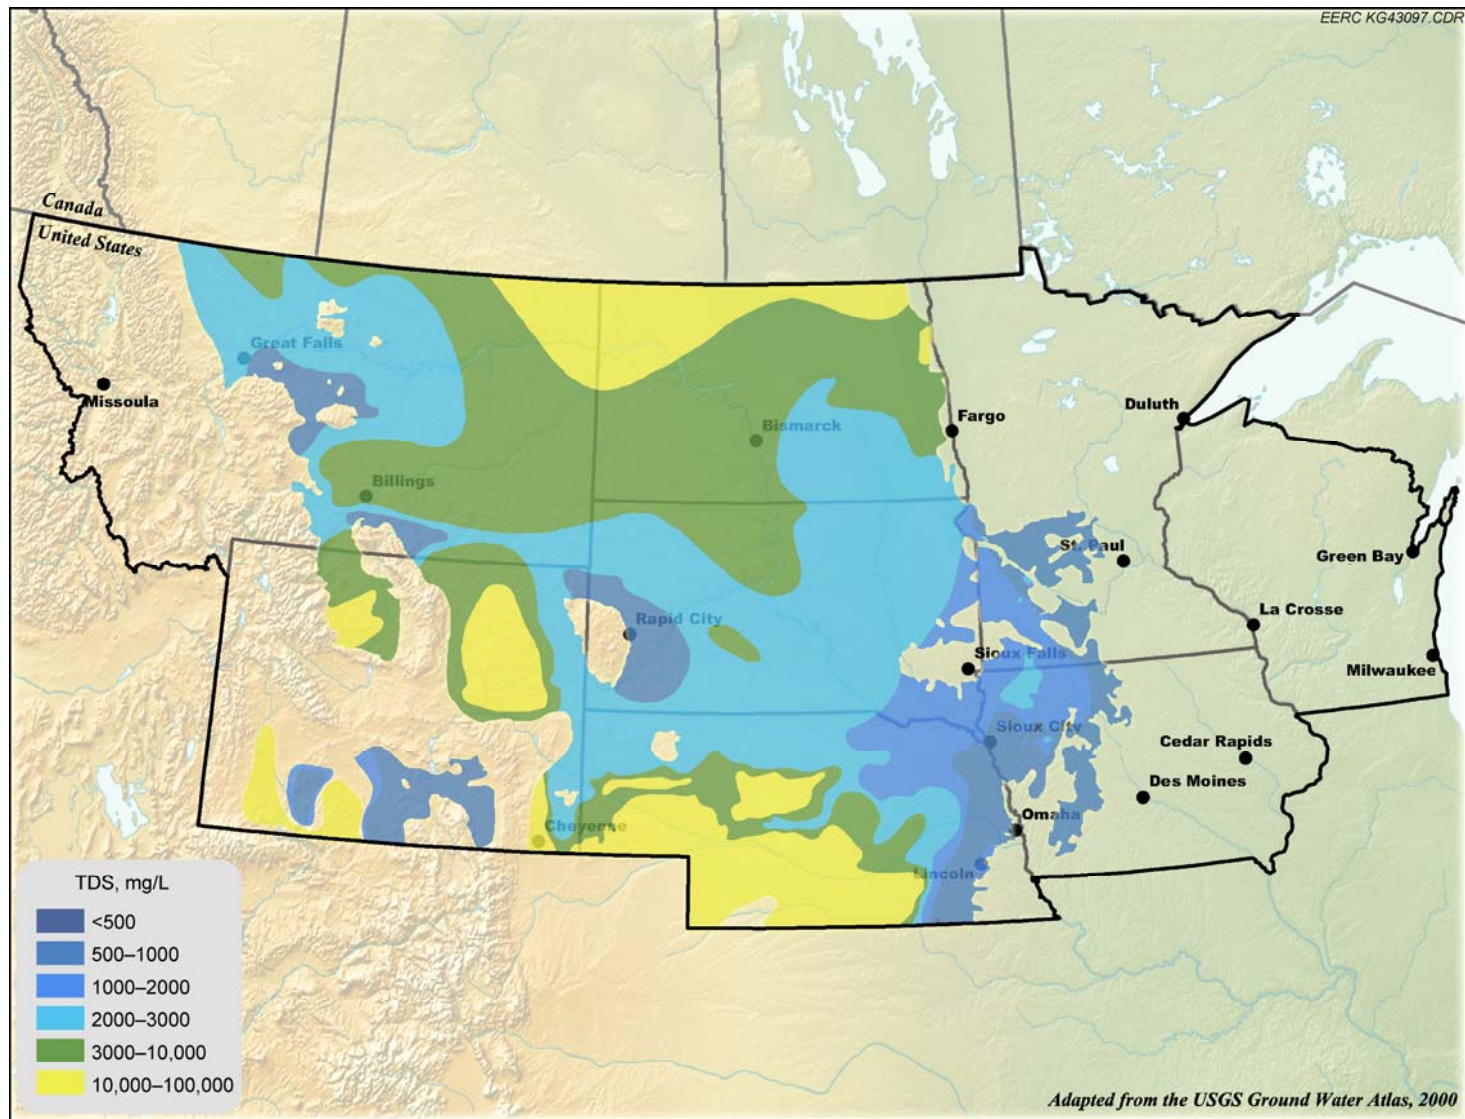 EERC KG43097.CDR
Canada
United States
Great Falls
Missoula
Billings
Bismarck
Fargo
Duluth
St. Paul
Green Bay
La Crosse
Rapid City
Sioux Falls
Milwaukee
Sioux City
Cedar Rapids
Des Moines
Omaha
Cheyenne
Lincoln
TDS, mg/L
<500
500–1000
1000–2000
2000–3000
3000–10,000
10,000–100,000
Adapted from the USGS Ground Water Atlas, 2000